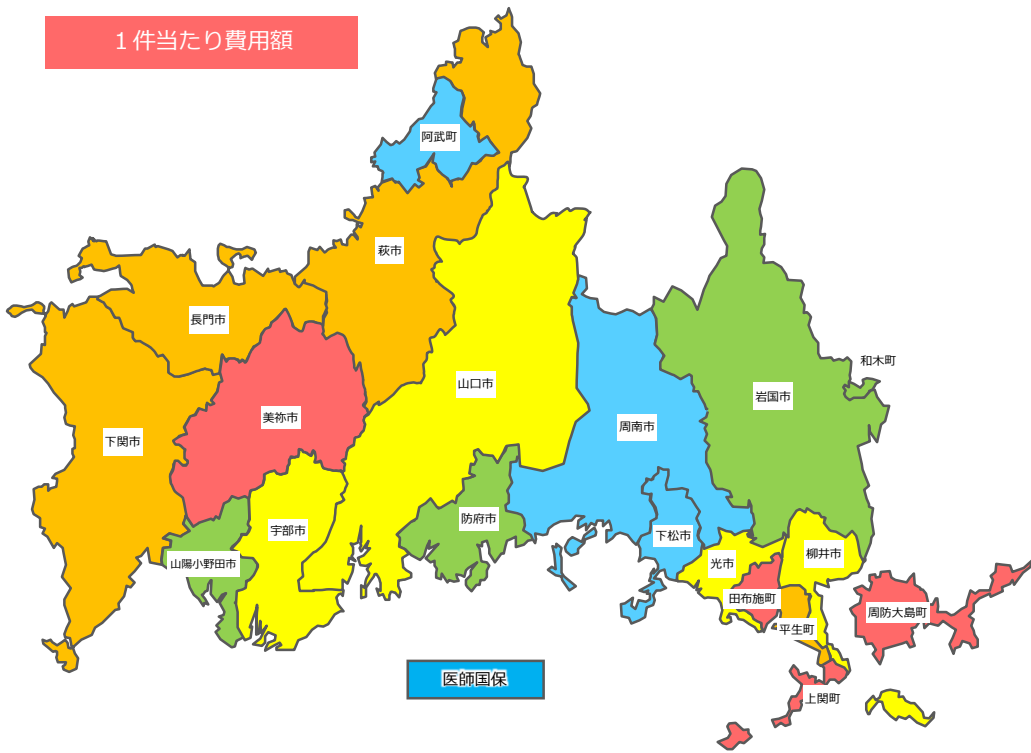 １件当たり費用額
阿武町
萩市
長門市
和木町
山口市
岩国市
美祢市
周南市
下関市
防府市
宇部市
下松市
柳井市
山陽小野田市
光市
田布施町
周防大島町
平生町
医師国保
上関町